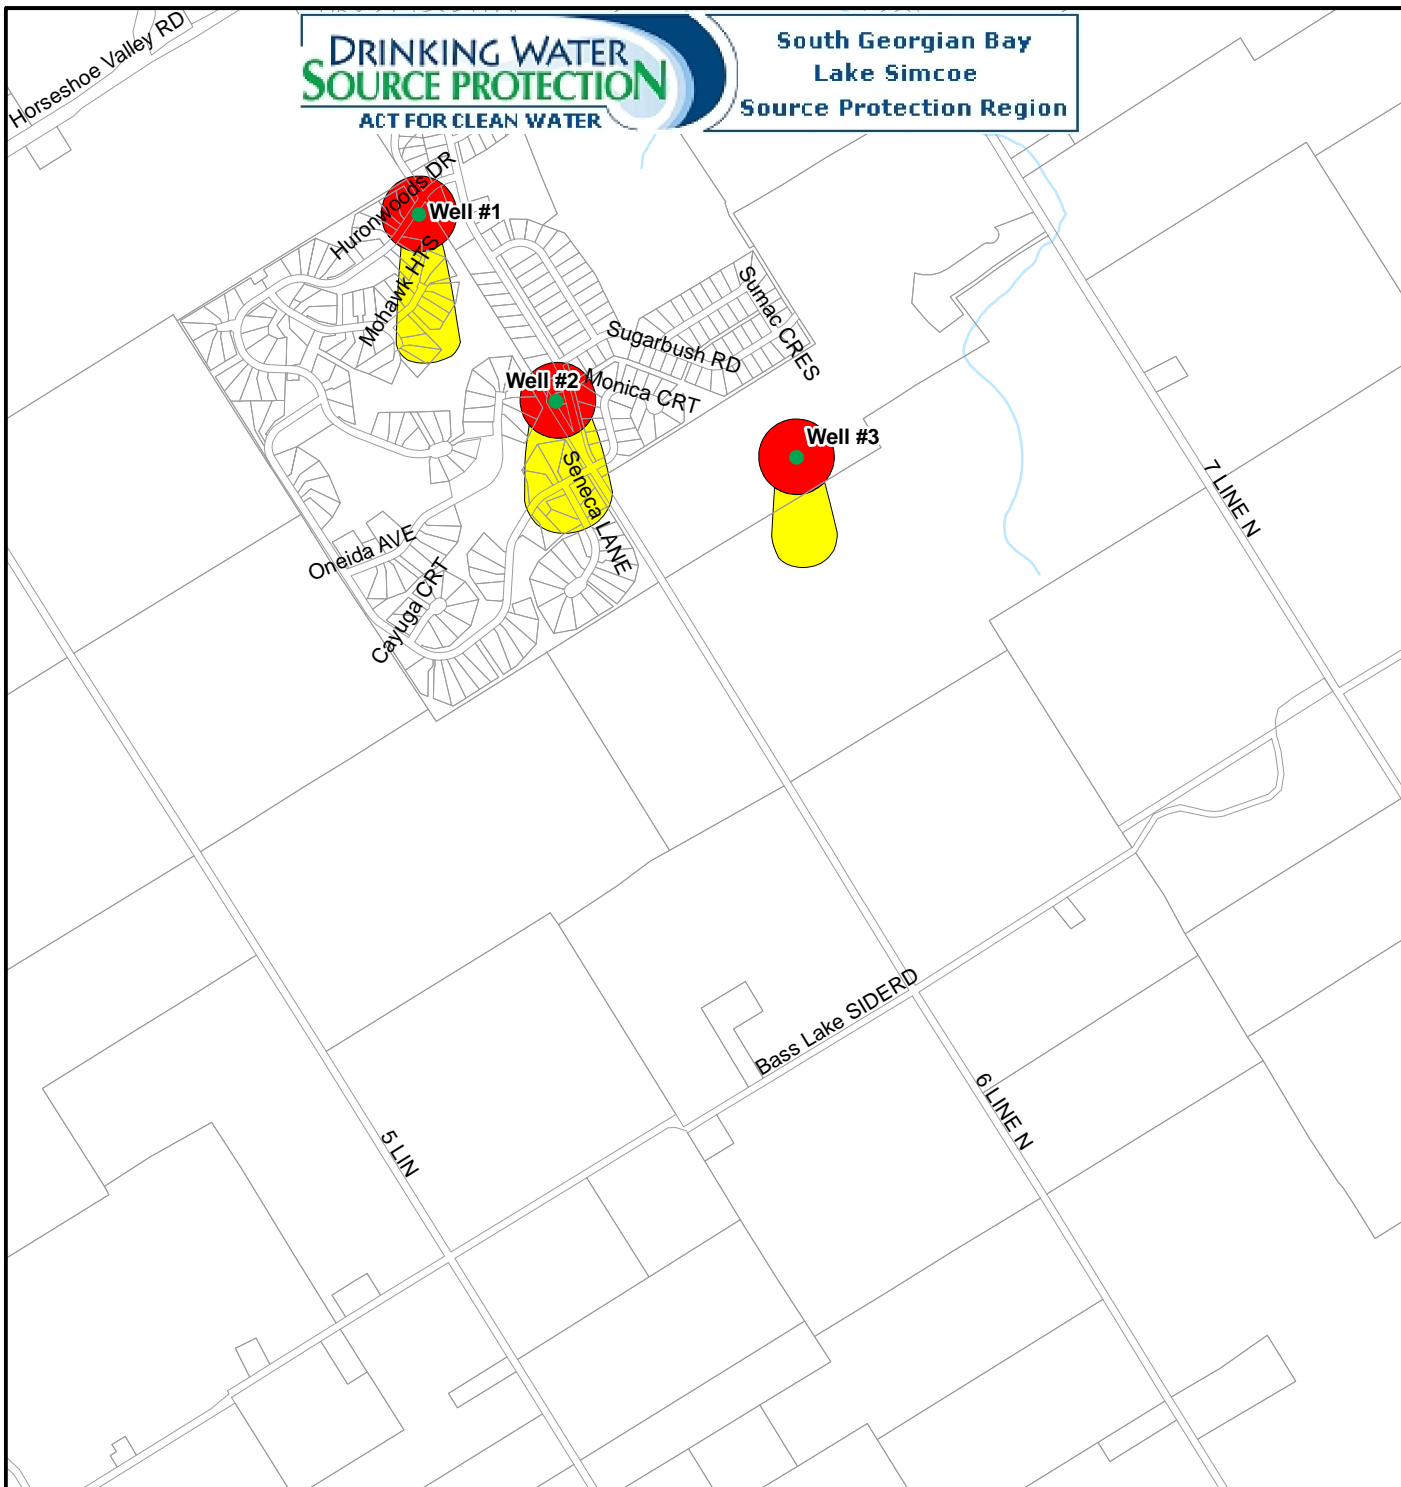 DRINKING WATER
SOURCE PROTECTION
ACT FOR CLEAN WATER
South Georgian Bay
Lake Simcoe
Source Protection Region
Horseshoe Valley RD
Huronwoods DR
Well #1
Mohawk HTS
Sumac CRES
Sugarbush RD
Well #2
Monica CRT
Well #3
Seneca LANE
7 LINE N
Oneida AVE
Cayuga CRT
Bass Lake SIDERD
6 LINE N
5 LIN